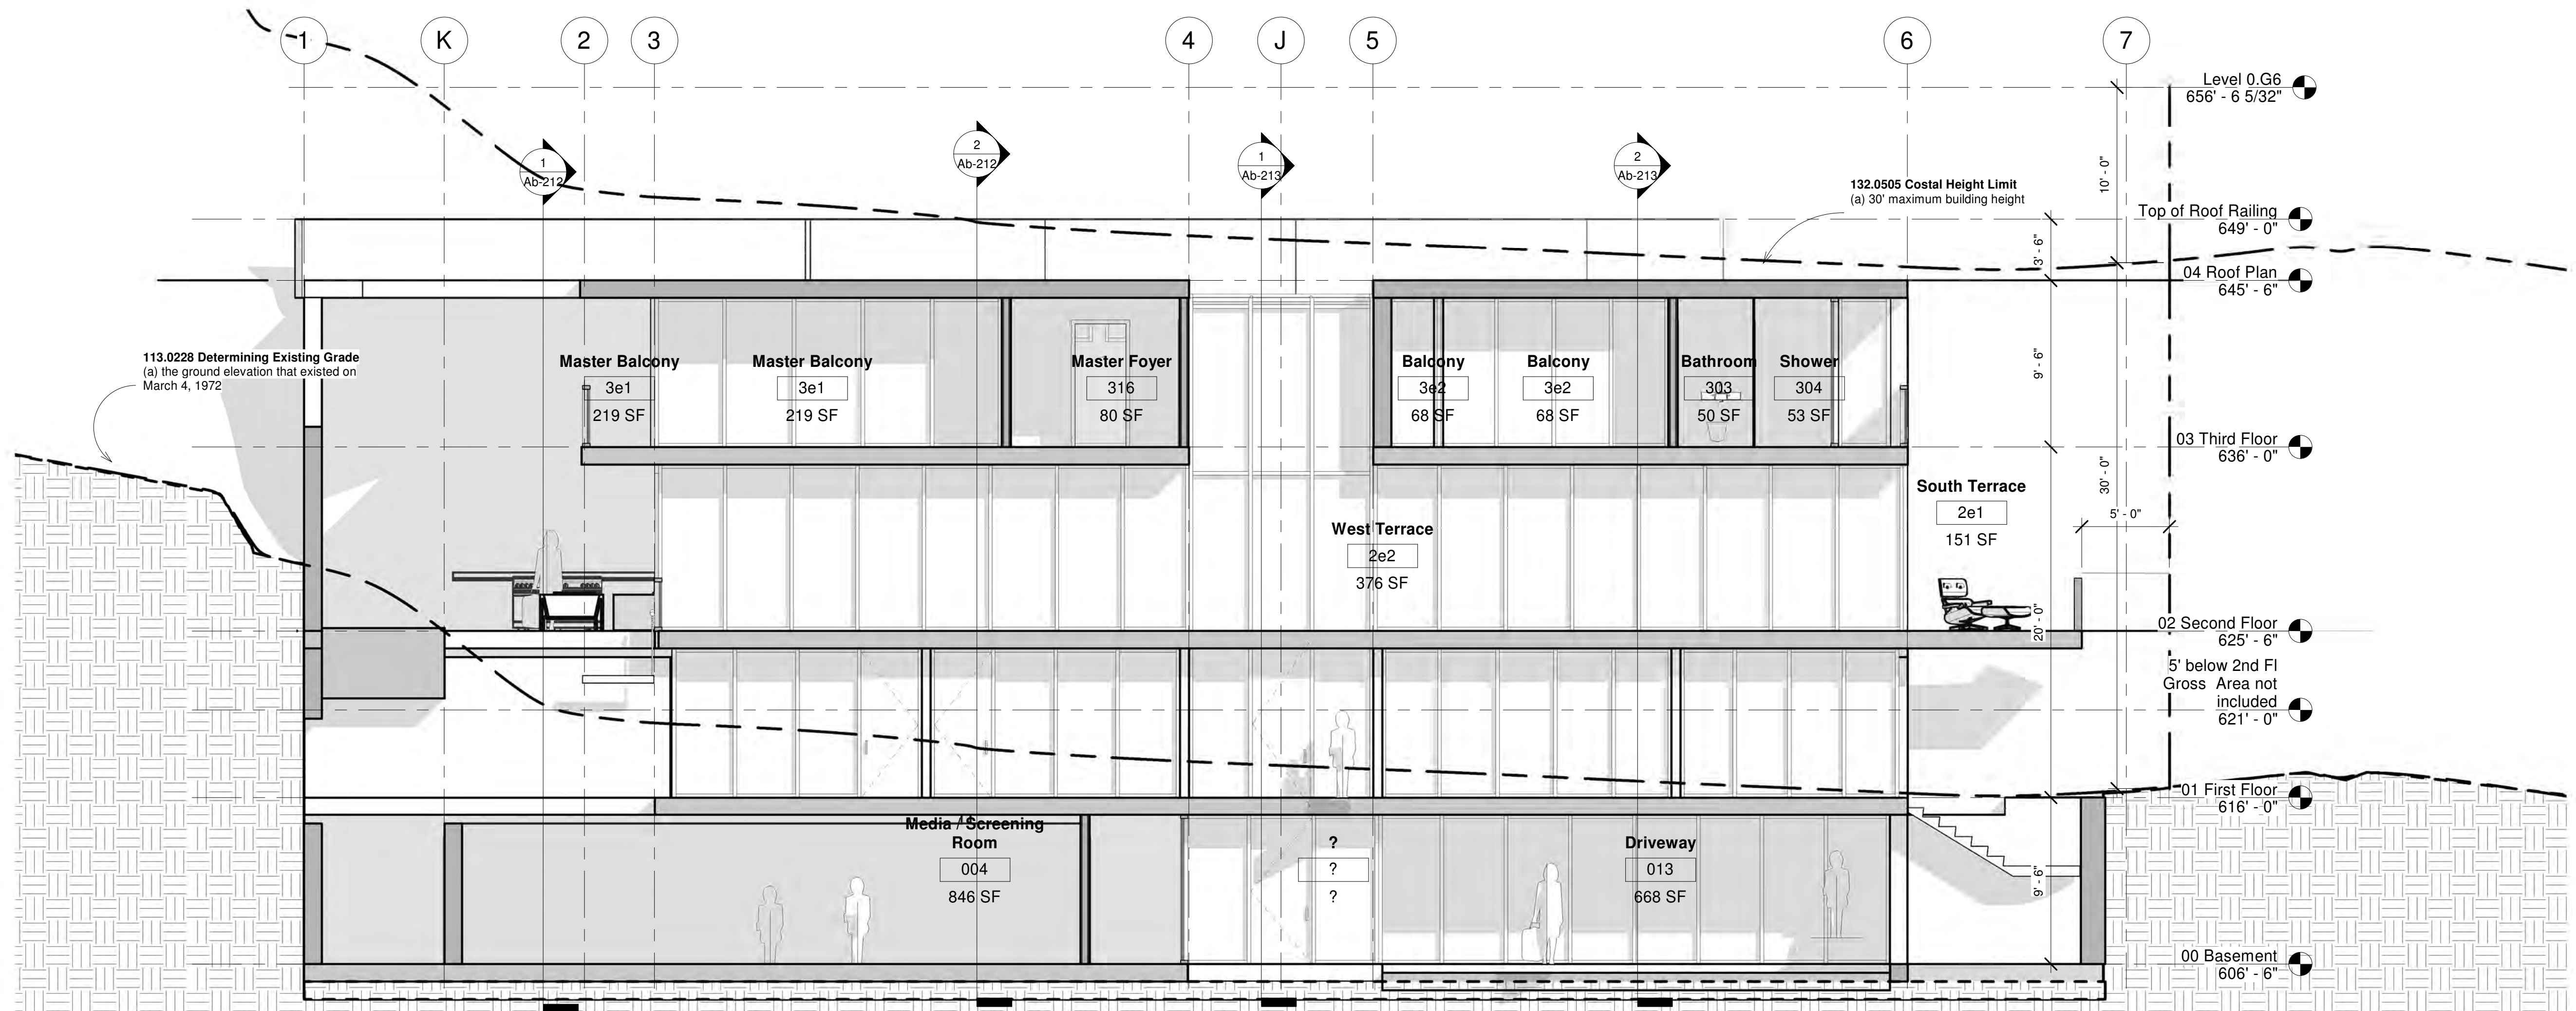 1
K
2
3
4
J
5
6
7
Level 0.G6
656' - 6 5/32"
1
Ab-212
2
Ab-212
1
Ab-213
2
Ab-213
10' - 0"
132.0505 Costal Height Limit
(a) 30' maximum building height
Top of Roof Railing
649' - 0"
3' - 6"
04 Roof Plan
645' - 6"
113.0228 Determining Existing Grade
(a) the ground elevation that existed on
March 4, 1972
Master Balcony
3e1
219 SF
Master Balcony
3e1
219 SF
Master Foyer
316
80 SF
Balcony
3e2
68 SF
Balcony
3e2
68 SF
Bathroom
303
50 SF
Shower
304
53 SF
9' - 6"
03 Third Floor
636' - 0"
30' - 0"
South Terrace
2e1
151 SF
5' - 0"
West Terrace
2e2
376 SF
20' - 0"
02 Second Floor
625' - 6"
5' below 2nd Fl
Gross Area not
included
621' - 0"
01 First Floor
616' - 0"
Media / Screening
Room
004
846 SF
?
?
?
Driveway
013
668 SF
9' - 6"
00 Basement
606' - 6"